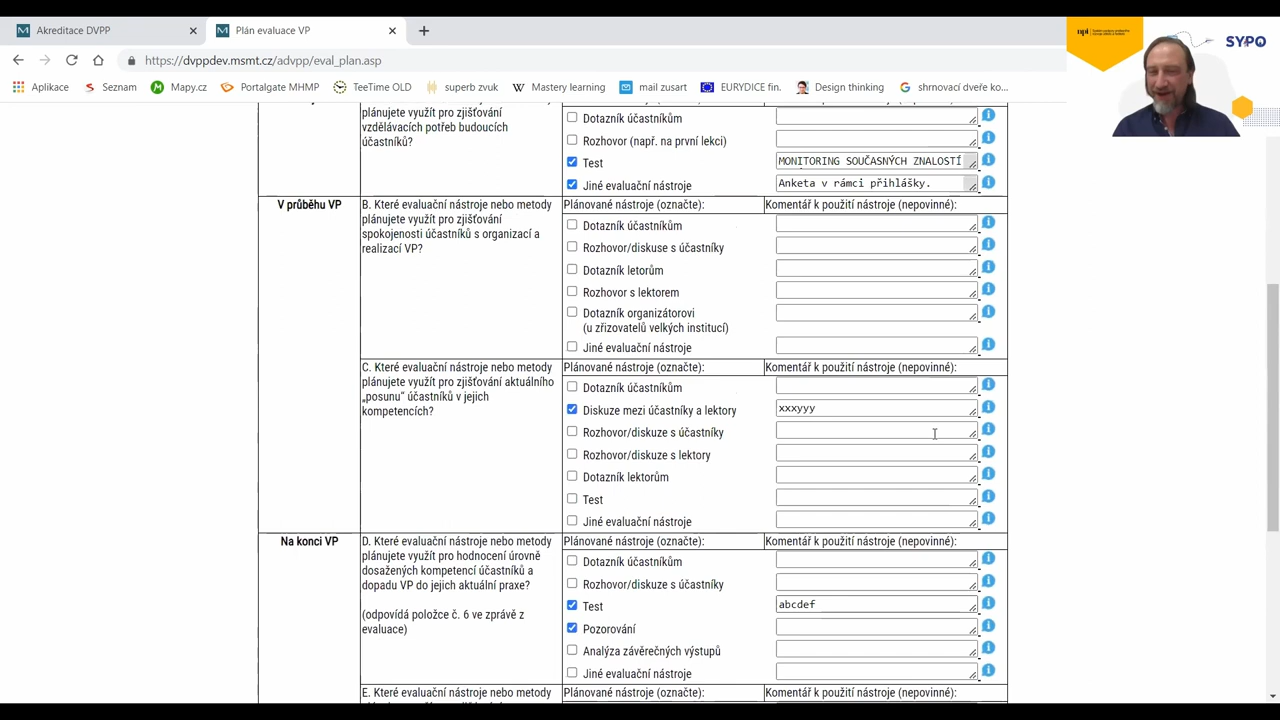 Akreditace DVPP
Plán evaluace VP
https://dvppdev.msmt.cz/advpp/eval_plan.asp
Aplikace
Seznam
Mapy.cz
Portalgate MHMP
TeeTime OLD
superb zvuk
Mastery learning
mail zusart
EURYDICE fin.
Design thinking
shrnovací dveře ko...
npi
SYPO
plánujete využít pro zjišťování
vzdělávacích potřeb budoucích
účastníků?
Dotazník účastníkům
Rozhovor (např. na první lekci)
Test
MONITORING SOUČASNÝCH ZNALOSTÍ
Jiné evaluační nástroje
Anketa v rámci přihlášky.
V průběhu VP
B. Které evaluační nástroje nebo metody
plánujete využít pro zjišťování
spokojenosti účastníků s organizací a
realizací VP?
Plánované nástroje (označte):
Komentář k použití nástroje (nepovinné):
Dotazník účastníkům
Rozhovor/diskuse s účastníky
Dotazník letorům
Rozhovor s lektorem
Dotazník organizátorovi
(u zřizovatelů velkých institucí)
Jiné evaluační nástroje
C. Které evaluační nástroje nebo metody
plánujete využít pro zjišťování aktuálního
„posunu“ účastníků v jejich
kompetencích?
Plánované nástroje (označte):
Komentář k použití nástroje (nepovinné):
Dotazník účastníkům
Diskuze mezi účastníky a lektory
xxxyyy
Rozhovor/diskuze s účastníky
Rozhovor/diskuze s lektory
Dotazník lektorům
Test
Jiné evaluační nástroje
Na konci VP
D. Které evaluační nástroje nebo metody
plánujete využít pro hodnocení úrovně
dosažených kompetencí účastníků a
dopadu VP do jejich aktuální praxe?
(odpovídá položce č. 6 ve zprávě z
evaluace)
Plánované nástroje (označte):
Komentář k použití nástroje (nepovinné):
Dotazník účastníkům
Rozhovor/diskuze s účastníky
Test
abcdef
Pozorování
Analýza závěrečných výstupů
Jiné evaluační nástroje
E. Které evaluační nástroje nebo metody
Plánované nástroje (označte):
Komentář k použití nástroje (nepovinné):